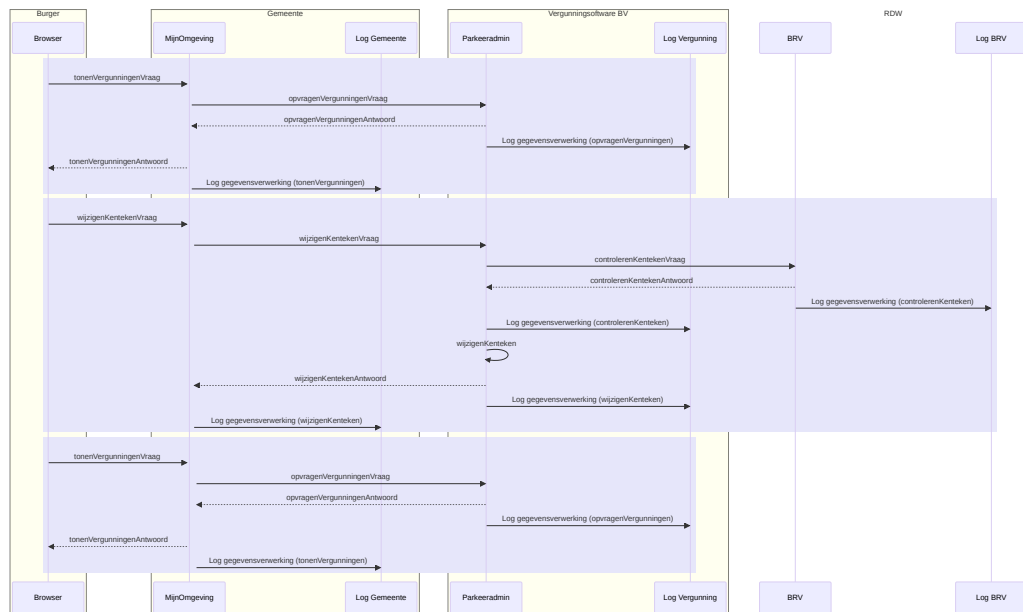 Burger Gemeente Vergunningsoftware BV RDW
Browser MijnOmgeving Log Gemeente Parkeeradmin Log Vergunning BRV Log BRV
tonenVergunningenVraag
opvragenVergunningenVraag
opvragenVergunningenAntwoord
Log gegevensverwerking (opvragenVergunningen)
tonenVergunningenAntwoord
Log gegevensverwerking (tonenVergunningen)
wijzigenKentekenVraag
wijzigenKentekenVraag
controlerenKentekenVraag
controlerenKentekenAntwoord
Log gegevensverwerking (controlerenKenteken)
Log gegevensverwerking (controlerenKenteken)
wijzigenKenteken
wijzigenKentekenAntwoord
Log gegevensverwerking (wijzigenKenteken)
Log gegevensverwerking (wijzigenKenteken)
tonenVergunningenVraag
opvragenVergunningenVraag
opvragenVergunningenAntwoord
Log gegevensverwerking (opvragenVergunningen)
tonenVergunningenAntwoord
Log gegevensverwerking (tonenVergunningen)
Browser MijnOmgeving Log Gemeente Parkeeradmin Log Vergunning BRV Log BRV